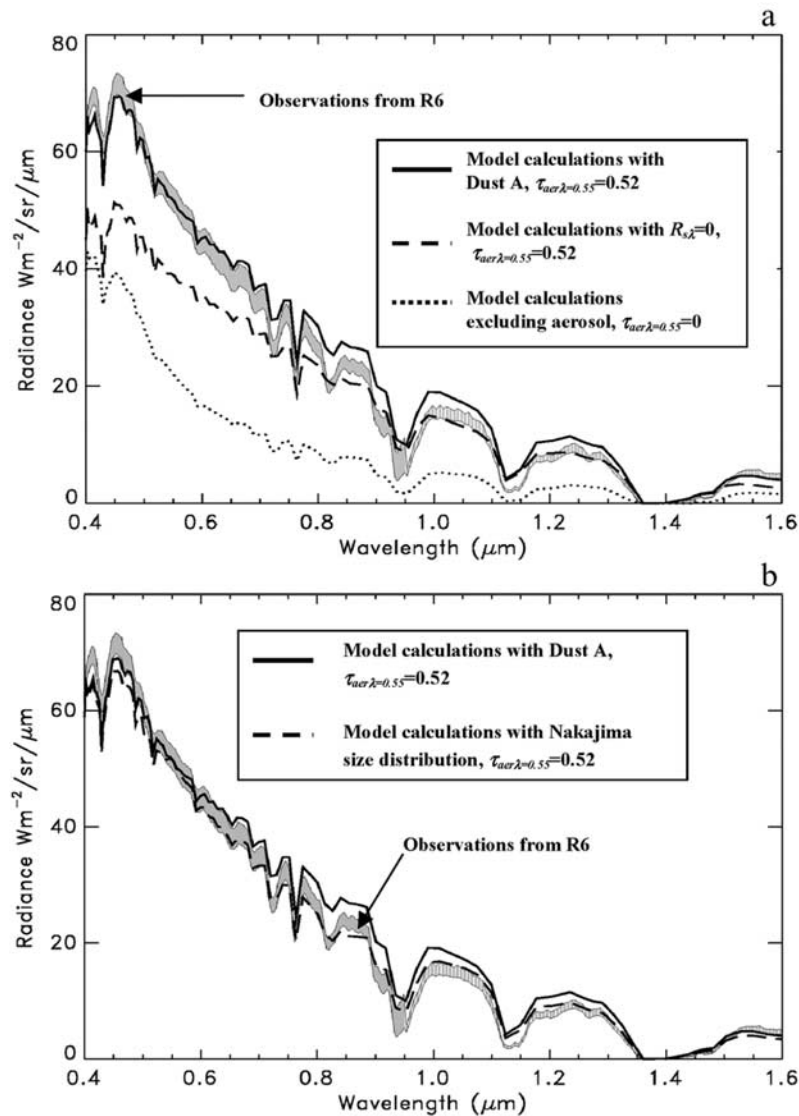 a
80
60
40
20
0
Radiance Wm⁻²/sr/μm
Observations from R6
Model calculations with
Dust A, τaerλ=0.55=0.52
Model calculations with Rsλ=0,
τaerλ=0.55=0.52
Model calculations
excluding aerosol, τaerλ=0.55=0
0.4 0.6 0.8 1.0 1.2 1.4 1.6
Wavelength (μm)
b
80
60
40
20
0
Radiance Wm⁻²/sr/μm
Model calculations with Dust A,
τaerλ=0.55=0.52
Model calculations with Nakajima
size distribution, τaerλ=0.55=0.52
Observations from R6
0.4 0.6 0.8 1.0 1.2 1.4 1.6
Wavelength (μm)